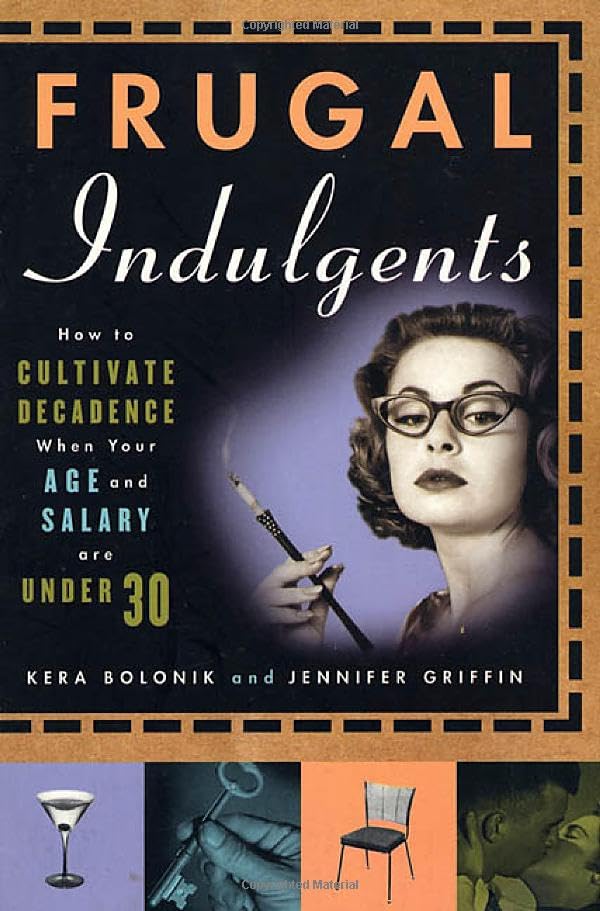 Copyrighted Material
FRUGAL
Indulgents
How to
CULTIVATE
DECADENCE
When Your
AGE and
SALARY
are
UNDER 30
KERA BOLONIK and JENNIFER GRIFFIN
Copyrighted Material